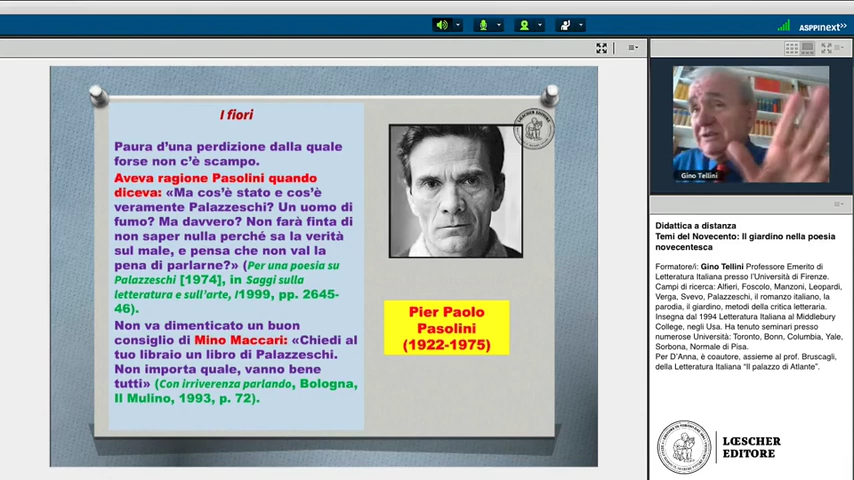 ASPPInext>>
I fiori
Paura d'una perdizione dalla quale
forse non c'è scampo.
Aveva ragione Pasolini quando
diceva: «Ma cos'è stato e cos'è
veramente Palazzeschi? Un uomo di
fumo? Ma davvero? Non farà finta di
non saper nulla perché sa la verità
sul male, e pensa che non val la
pena di parlarne?» (Per una poesia su
Palazzeschi [1974], in Saggi sulla
letteratura e sull'arte, I1999, pp. 2645-
46).
Non va dimenticato un buon
consiglio di Mino Maccari: «Chiedi al
tuo libraio un libro di Palazzeschi.
Non importa quale, vanno bene
tutti» (Con irriverenza parlando, Bologna,
Il Mulino, 1993, p. 72).
LŒSCHER EDITORE
Pier Paolo
Pasolini
(1922-1975)
Gino Tellini
Didattica a distanza
Temi del Novecento: Il giardino nella poesia
novecentesca
Formatore/i: Gino Tellini Professore Emerito di
Letteratura Italiana presso l'Università di Firenze.
Campi di ricerca: Alfieri, Foscolo, Manzoni, Leopardi,
Verga, Svevo, Palazzeschi, il romanzo italiano, la
parodia, il giardino, metodi della critica letteraria.
Insegna dal 1994 Letteratura Italiana al Middlebury
College, negli Usa. Ha tenuto seminari presso
numerose Università: Toronto, Bonn, Columbia, Yale,
Sorbona, Normale di Pisa.
Per D'Anna, è coautore, assieme al prof. Bruscagli,
della Letteratura Italiana "Il palazzo di Atlante".
LŒSCHER
EDITORE